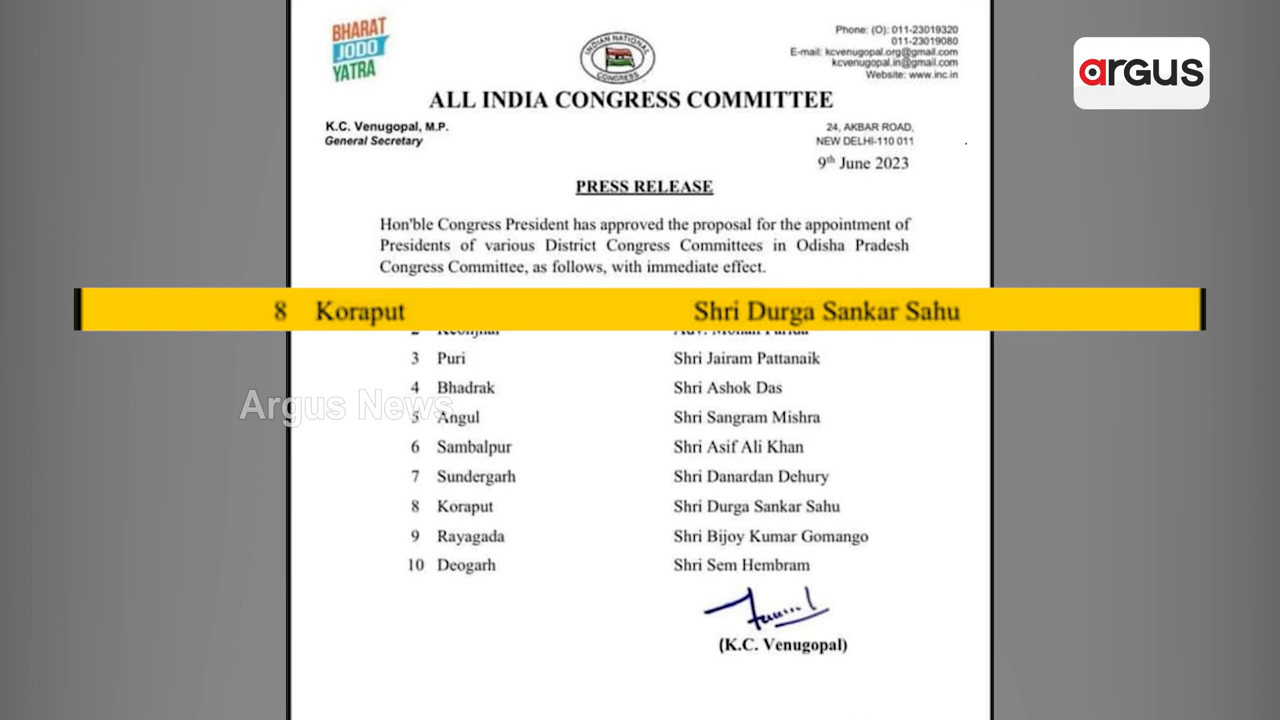 BHARAT
JODO
YATRA
INDIAN NATIONAL
CONGRESS
Phone: (O): 011-23019320
011-23019080
E-mail: kcvenugopal.org@gmail.com
kcvenugopal.in@gmail.com
Website: www.inc.in
argus
ALL INDIA CONGRESS COMMITTEE
K.C. Venugopal, M.P.
General Secretary
24, AKBAR ROAD,
NEW DELHI-110 011
9th June 2023
PRESS RELEASE
Hon'ble Congress President has approved the proposal for the appointment of
Presidents of various District Congress Committees in Odisha Pradesh
Congress Committee, as follows, with immediate effect.
8 Koraput Shri Durga Sankar Sahu
3 Puri Shri Jairam Pattanaik
4 Bhadrak Shri Ashok Das
Argus News
5 Angul Shri Sangram Mishra
6 Sambalpur Shri Asif Ali Khan
7 Sundergarh Shri Danardan Dehury
8 Koraput Shri Durga Sankar Sahu
9 Rayagada Shri Bijoy Kumar Gomango
10 Deogarh Shri Sem Hembram
(K.C. Venugopal)